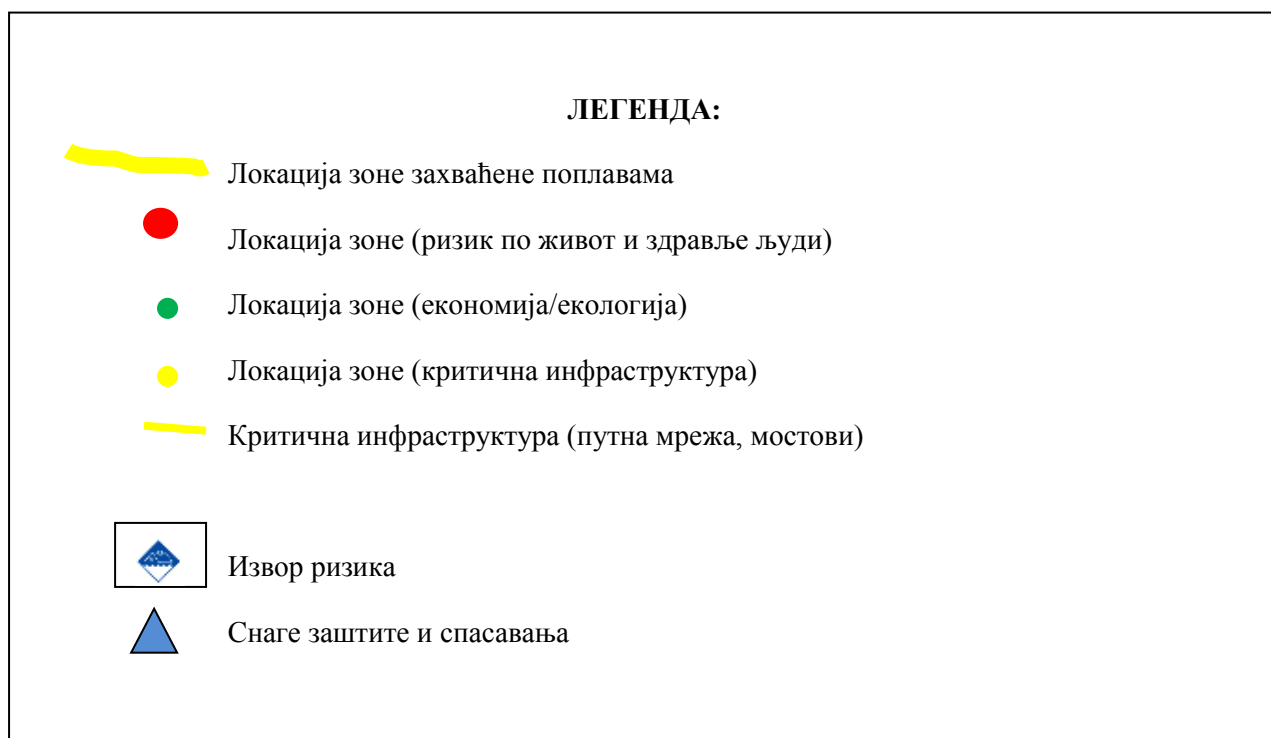 ЛЕГЕНДА:
Локација зоне захваћене поплавама
Локација зоне (ризик по живот и здравље људи)
Локација зоне (економија/екологија)
Локација зоне (критична инфраструктура)
Критична инфраструктура (путна мрежа, мостови)
Извор ризика
Снаге заштите и спасавања